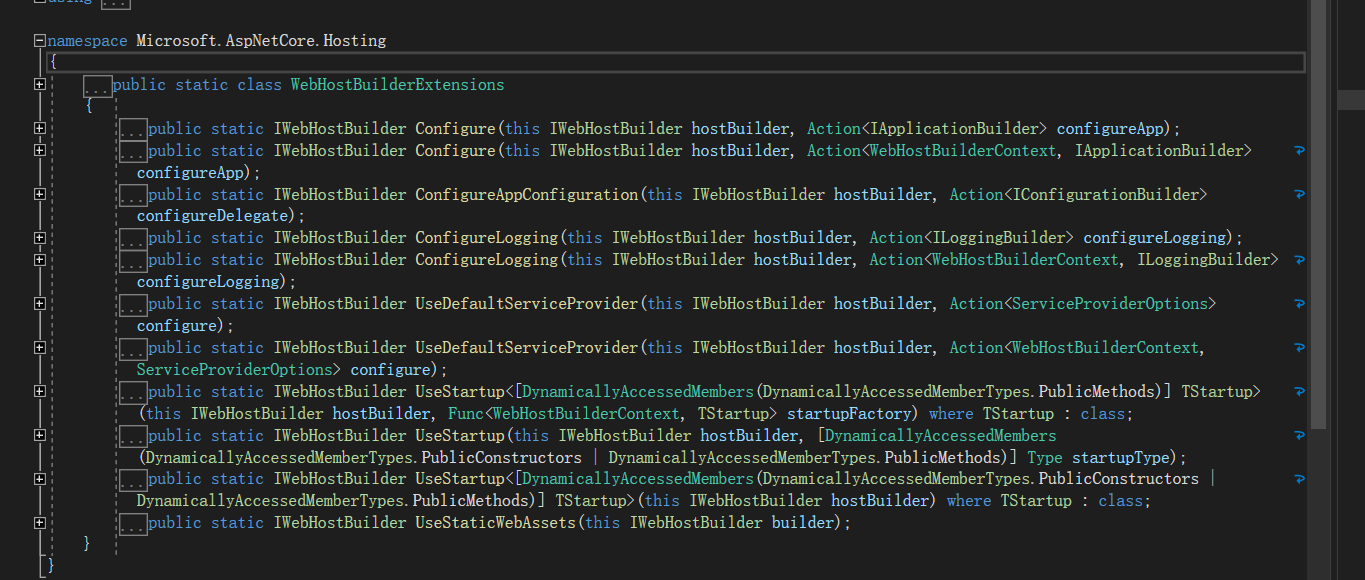 using ...
namespace Microsoft.AspNetCore.Hosting
{
...public static class WebHostBuilderExtensions
{
...public static IWebHostBuilder Configure(this IWebHostBuilder hostBuilder, Action<IApplicationBuilder> configureApp);
...public static IWebHostBuilder Configure(this IWebHostBuilder hostBuilder, Action<WebHostBuilderContext, IApplicationBuilder>
configureApp);
...public static IWebHostBuilder ConfigureAppConfiguration(this IWebHostBuilder hostBuilder, Action<IConfigurationBuilder>
configureDelegate);
...public static IWebHostBuilder ConfigureLogging(this IWebHostBuilder hostBuilder, Action<ILoggingBuilder> configureLogging);
...public static IWebHostBuilder ConfigureLogging(this IWebHostBuilder hostBuilder, Action<WebHostBuilderContext, ILoggingBuilder>
configureLogging);
...public static IWebHostBuilder UseDefaultServiceProvider(this IWebHostBuilder hostBuilder, Action<ServiceProviderOptions>
configure);
...public static IWebHostBuilder UseDefaultServiceProvider(this IWebHostBuilder hostBuilder, Action<WebHostBuilderContext,
ServiceProviderOptions> configure);
...public static IWebHostBuilder UseStartup<[DynamicallyAccessedMembers(DynamicallyAccessedMemberTypes.PublicMethods)] TStartup>
(this IWebHostBuilder hostBuilder, Func<WebHostBuilderContext, TStartup> startupFactory) where TStartup : class;
...public static IWebHostBuilder UseStartup(this IWebHostBuilder hostBuilder, [DynamicallyAccessedMembers
(DynamicallyAccessedMemberTypes.PublicConstructors | DynamicallyAccessedMemberTypes.PublicMethods)] Type startupType);
...public static IWebHostBuilder UseStartup<[DynamicallyAccessedMembers(DynamicallyAccessedMemberTypes.PublicConstructors |
DynamicallyAccessedMemberTypes.PublicMethods)] TStartup>(this IWebHostBuilder hostBuilder) where TStartup : class;
...public static IWebHostBuilder UseStaticWebAssets(this IWebHostBuilder builder);
}
}